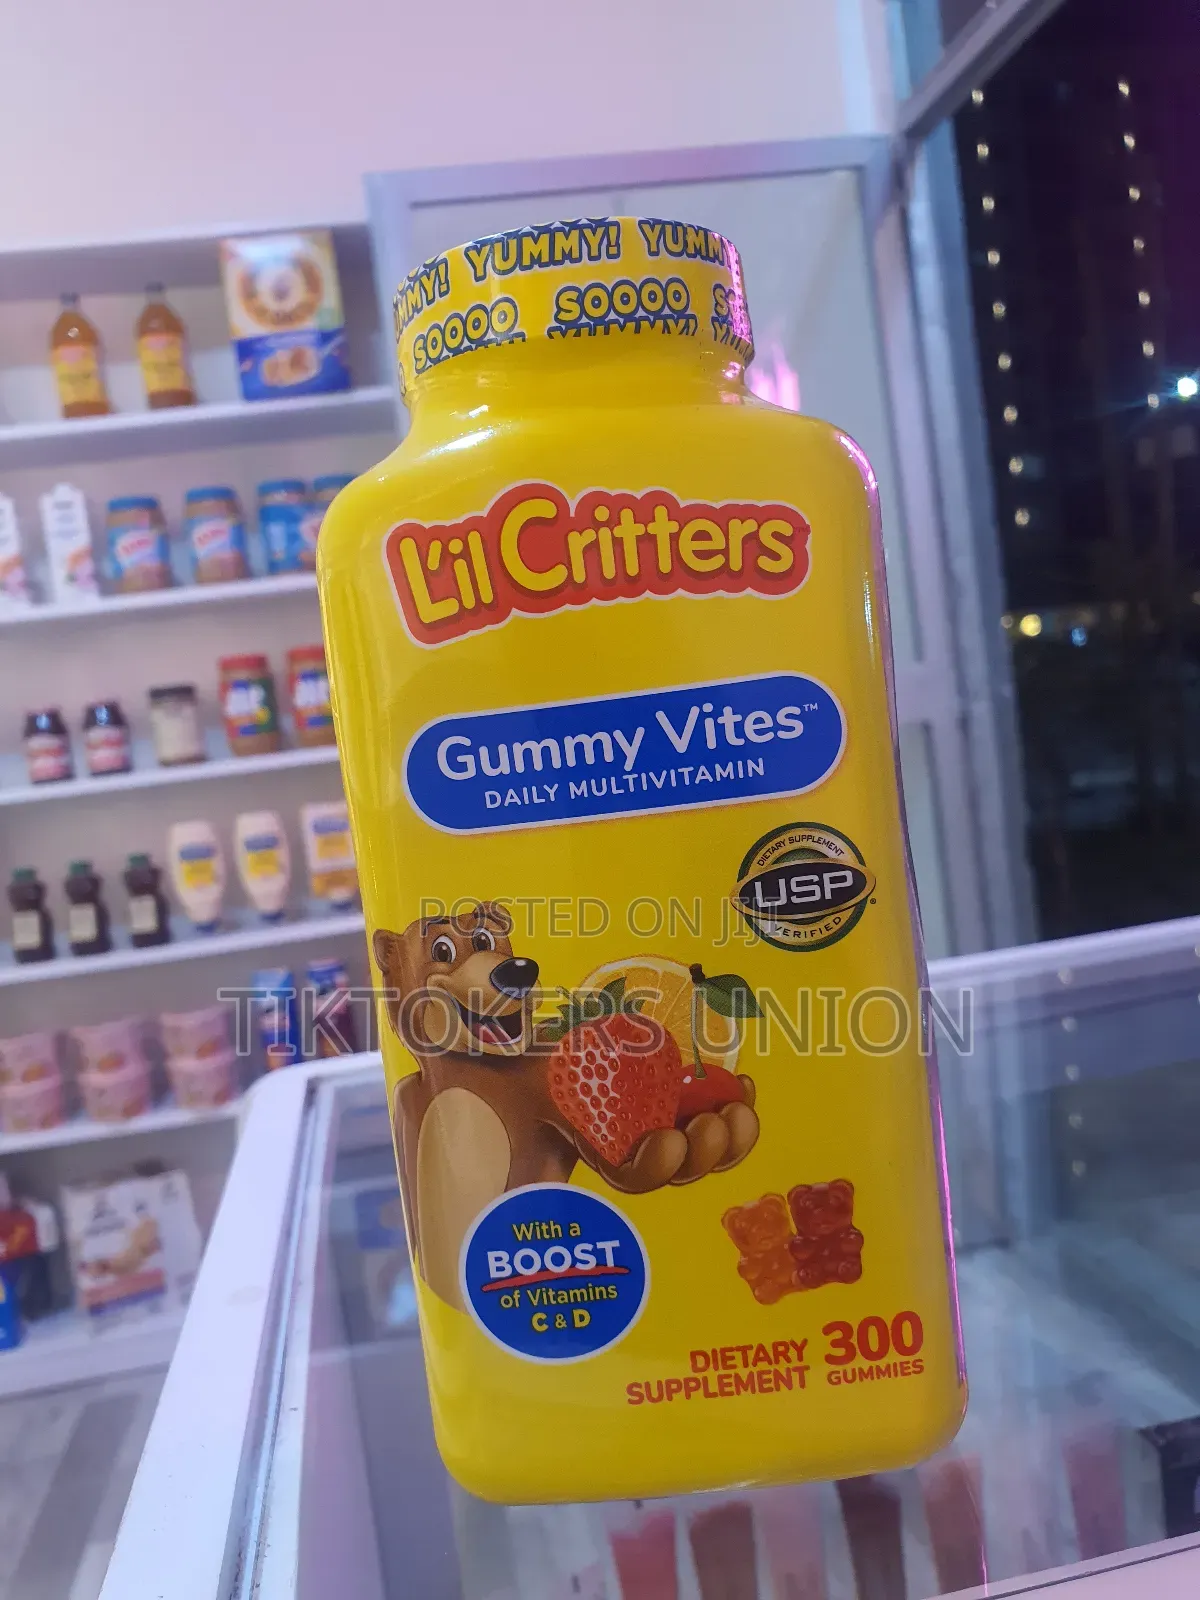 YUMMY! YUMM
SOOOO SOOOO
YUMMY!
L'il Critters
Gummy Vites™
DAILY MULTIVITAMIN
DIETARY SUPPLEMENT
USP®
VERIFIED
POSTED ON JIJI
TIKTOKERS UNION
With a
BOOST
of Vitamins
C & D
DIETARY
SUPPLEMENT
300
GUMMIES